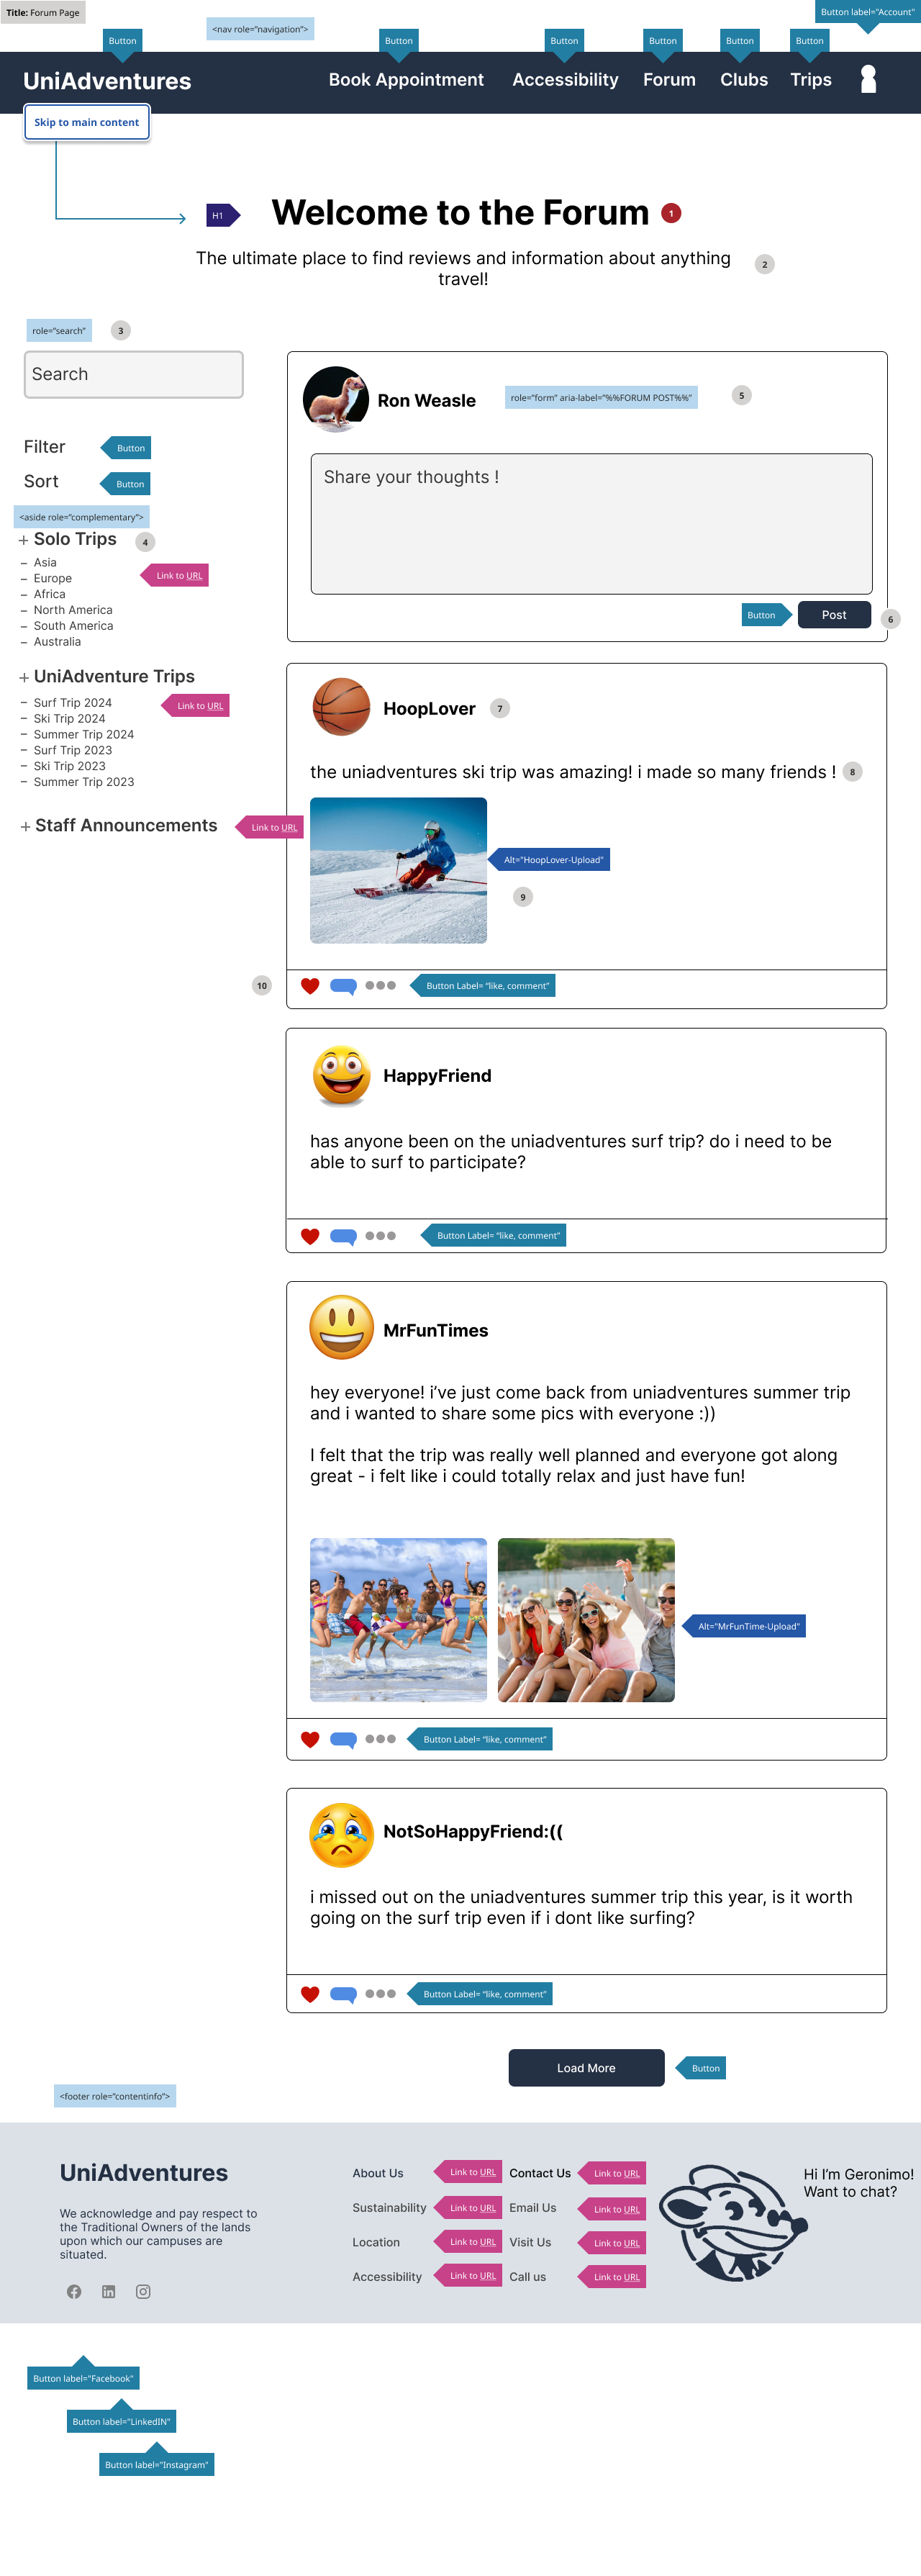 Title: Forum Page
<nav role="navigation">
Button label="Account"
Button
Button
Button
Button
Button
Button
UniAdventures
Book Appointment
Accessibility
Forum
Clubs
Trips
Skip to main content
H1
Welcome to the Forum
1
The ultimate place to find reviews and information about anything
travel!
2
role="search"
3
Search
Filter
Button
Sort
Button
<aside role="complementary">
+ Solo Trips
4
– Asia
– Europe
– Africa
– North America
– South America
– Australia
Link to URL
+ UniAdventure Trips
– Surf Trip 2024
– Ski Trip 2024
– Summer Trip 2024
– Surf Trip 2023
– Ski Trip 2023
– Summer Trip 2023
Link to URL
+ Staff Announcements
Link to URL
Ron Weasle
role="form" aria-label="%%FORUM POST%%"
5
Share your thoughts !
Button
Post
6
HoopLover
7
the uniadventures ski trip was amazing! i made so many friends !
8
Alt="HoopLover-Upload"
9
10
Button Label= "like, comment"
HappyFriend
has anyone been on the uniadventures surf trip? do i need to be
able to surf to participate?
Button Label= "like, comment"
MrFunTimes
hey everyone! i've just come back from uniadventures summer trip
and i wanted to share some pics with everyone :))
I felt that the trip was really well planned and everyone got along
great - i felt like i could totally relax and just have fun!
Alt="MrFunTime-Upload"
Button Label= "like, comment"
NotSoHappyFriend:((
i missed out on the uniadventures summer trip this year, is it worth
going on the surf trip even if i dont like surfing?
Button Label= "like, comment"
Load More
Button
<footer role="contentinfo">
UniAdventures
We acknowledge and pay respect to
the Traditional Owners of the lands
upon which our campuses are
situated.
About Us
Link to URL
Sustainability
Link to URL
Location
Link to URL
Accessibility
Link to URL
Contact Us
Link to URL
Email Us
Link to URL
Visit Us
Link to URL
Call us
Link to URL
Hi I'm Geronimo!
Want to chat?
Button label="Facebook"
Button label="LinkedIN"
Button label="Instagram"